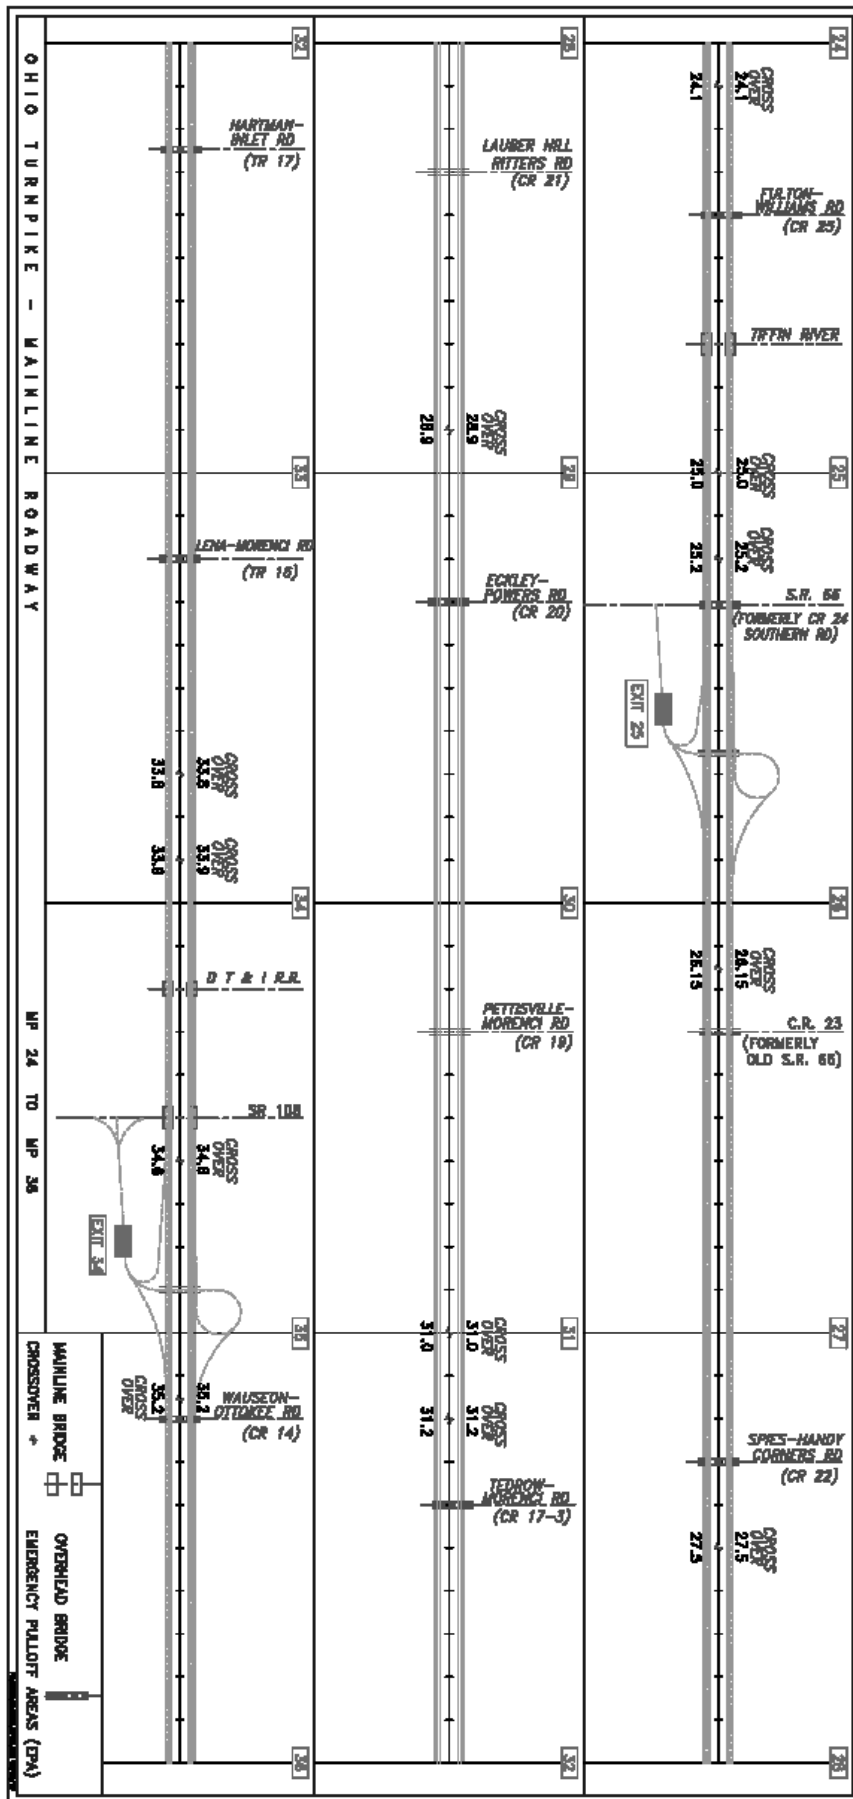 24
CROSS
OVER
24.1
24.1
FULTON-
WILLIAMS RD
(CR 25)
TIFFIN RIVER
25
CROSS
OVER
25.0
25.0
CROSS
OVER
25.2
25.2
S.R. 66
(FORMERLY CR 24
SOUTHERN RD)
EXIT 25
26
CROSS
OVER
26.15
26.15
C.R. 23
(FORMERLY
OLD S.R. 66)
27
SPIES-HANDY
CORNERS RD
(CR 22)
CROSS
OVER
27.5
27.5
28
28
LAUBER HILL
RITTERS RD
(CR 21)
CROSS
OVER
28.9
28.9
29
ECKLEY-
POWERS RD
(CR 20)
30
PETTISVILLE-
MORENCI RD
(CR 19)
31
CROSS
OVER
31.0
31.0
CROSS
OVER
31.2
31.2
TEDROW-
MORENCI RD
(CR 17-3)
32
32
HARTMAN-
INLET RD
(TR 17)
33
LENA-MORENCI RD
(TR 16)
CROSS
OVER
33.8
33.8
CROSS
OVER
33.9
33.9
34
D T & I R.R.
SR 108
CROSS
OVER
34.6
34.6
EXIT 34
35
CROSS
OVER
35.2
35.2
WAUSEON-
OTTOKEE RD
(CR 14)
36
OHIO TURNPIKE - MAINLINE ROADWAY
MP 24 TO MP 36
MAINLINE BRIDGE
OVERHEAD BRIDGE
CROSSOVER
EMERGENCY PULLOFF AREAS (EPA)